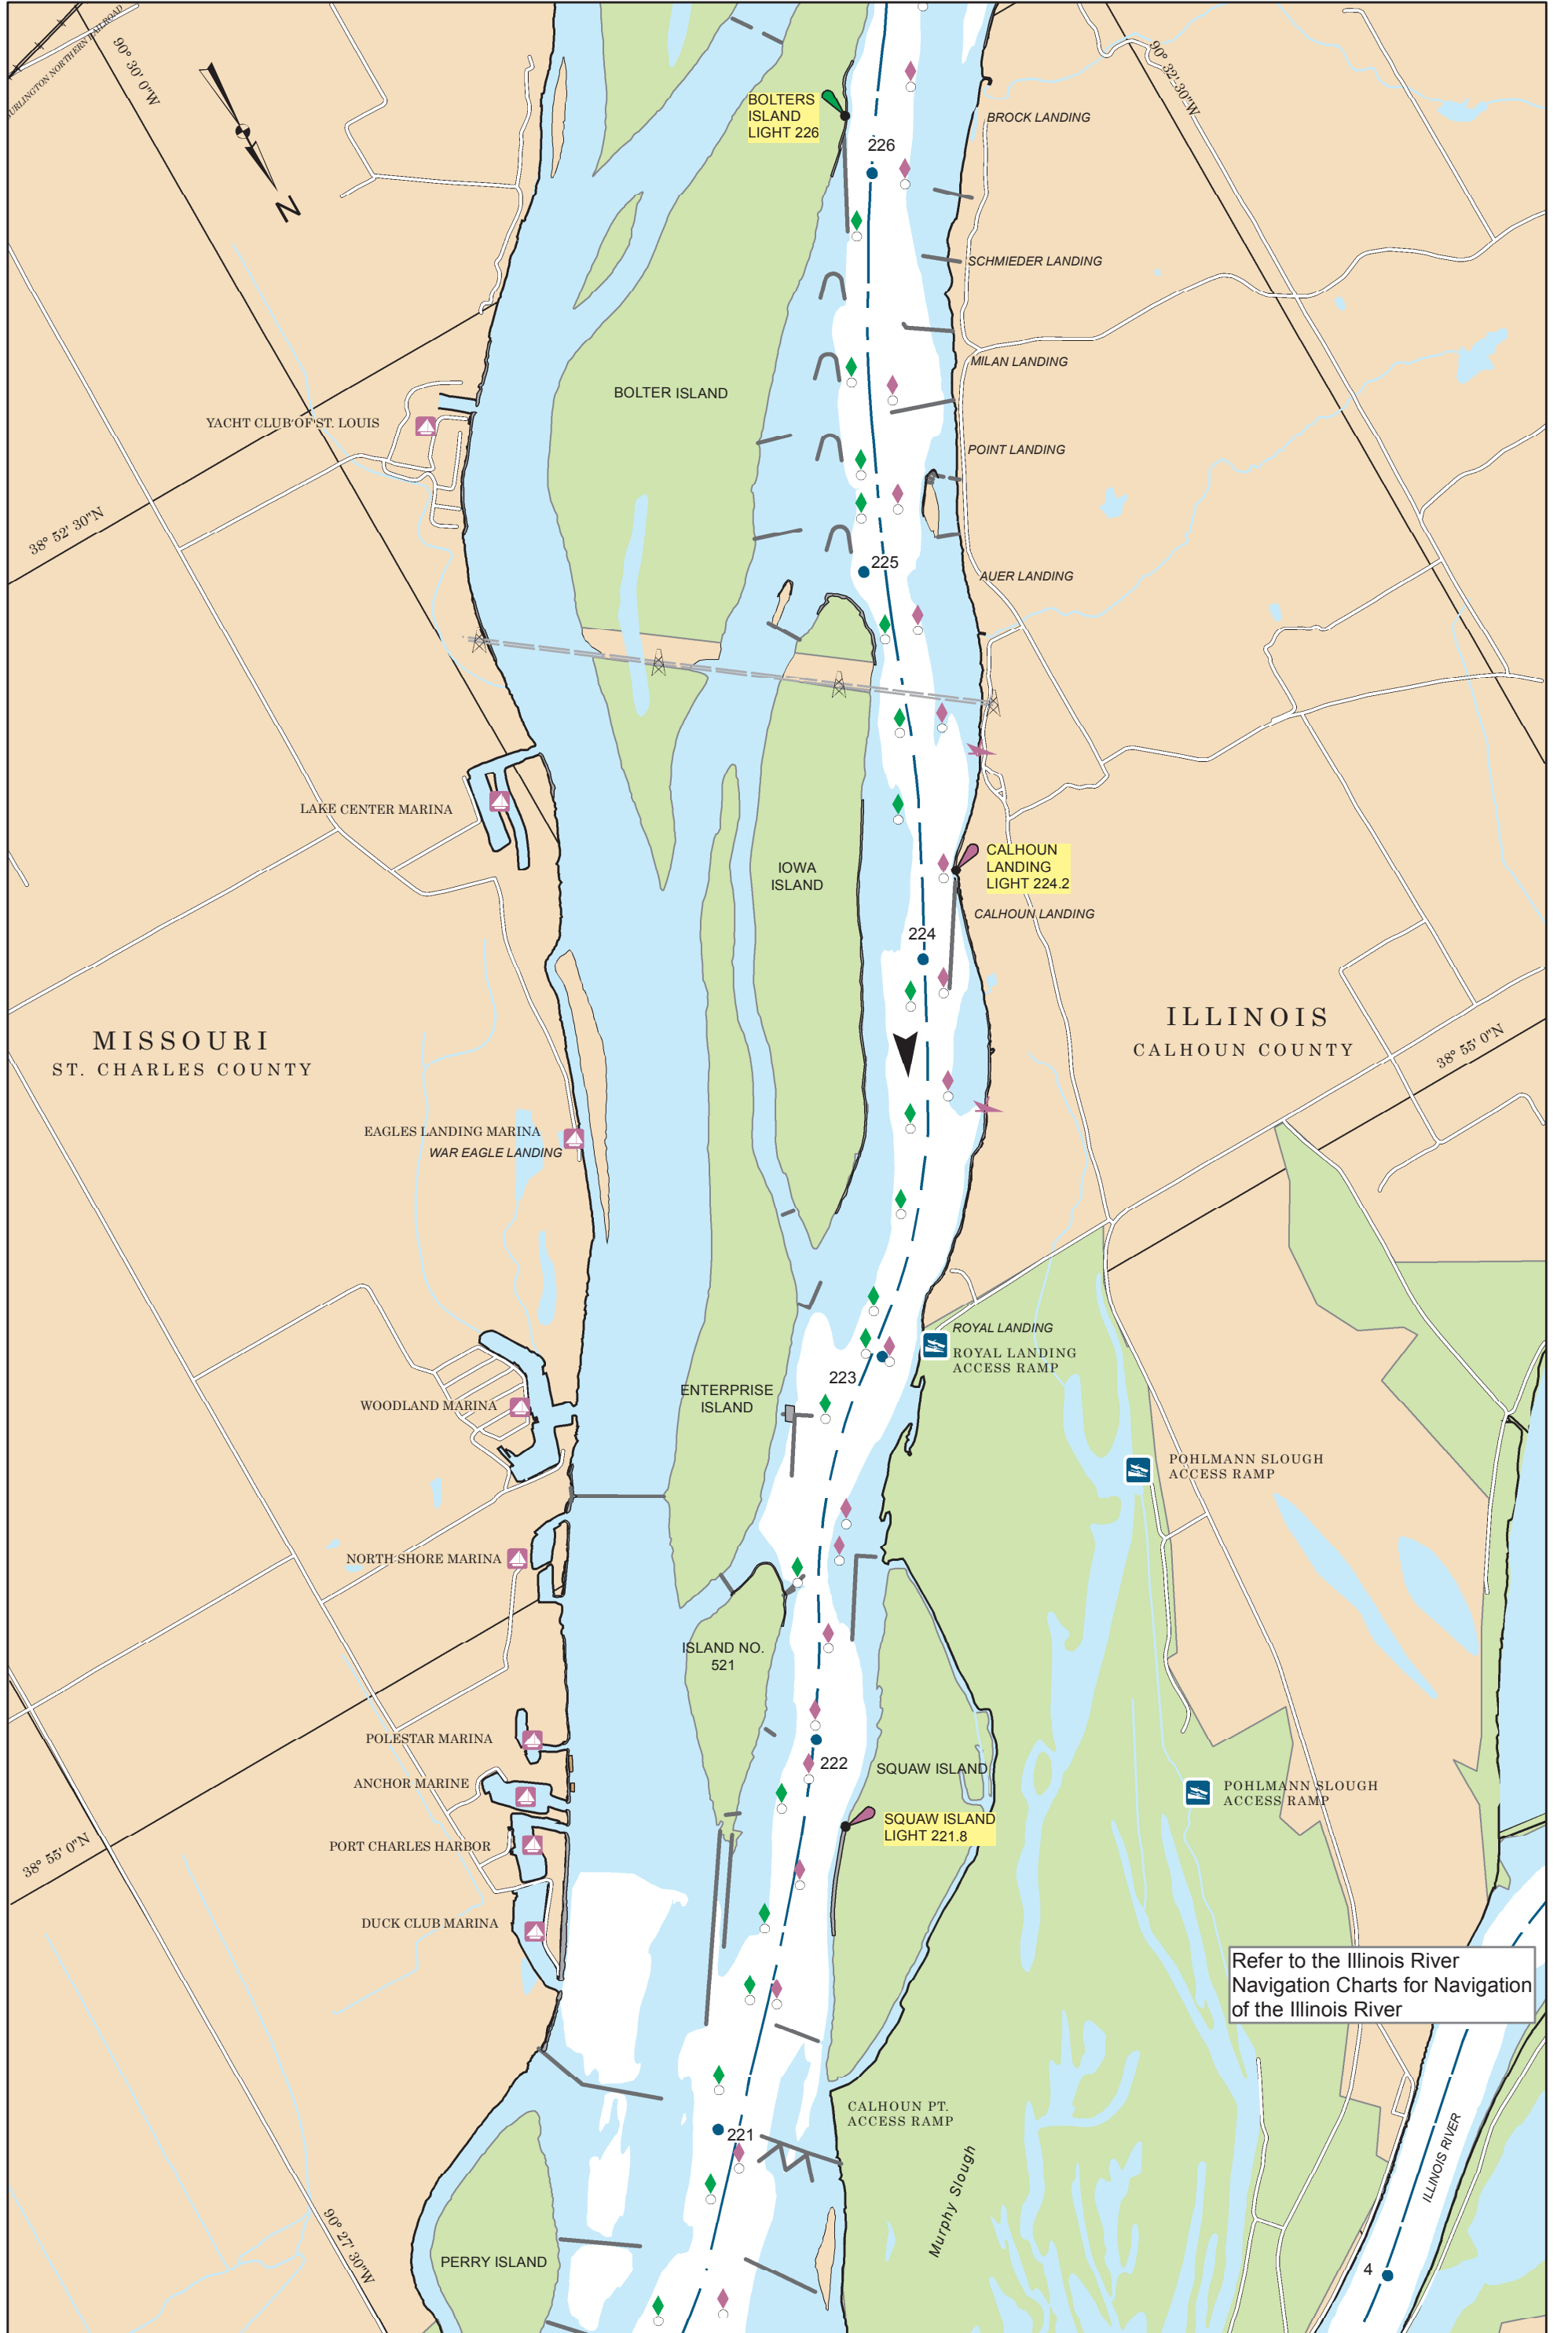 BURLINGTON NORTHERN RAILROAD
90° 30' 0"W
N
90° 32' 30"W
BOLTERS
ISLAND
LIGHT 226
226
BROCK LANDING
SCHMIEDER LANDING
MILAN LANDING
BOLTER ISLAND
YACHT CLUB OF ST. LOUIS
POINT LANDING
38° 52' 30"N
225
AUER LANDING
LAKE CENTER MARINA
IOWA
ISLAND
CALHOUN
LANDING
LIGHT 224.2
CALHOUN LANDING
224
MISSOURI
ST. CHARLES COUNTY
ILLINOIS
CALHOUN COUNTY
38° 55' 0"N
EAGLES LANDING MARINA
WAR EAGLE LANDING
ROYAL LANDING
ROYAL LANDING
ACCESS RAMP
223
ENTERPRISE
ISLAND
WOODLAND MARINA
POHLMANN SLOUGH
ACCESS RAMP
NORTH SHORE MARINA
ISLAND NO.
521
POLESTAR MARINA
222
SQUAW ISLAND
ANCHOR MARINE
POHLMANN SLOUGH
ACCESS RAMP
SQUAW ISLAND
LIGHT 221.8
PORT CHARLES HARBOR
38° 55' 0"N
DUCK CLUB MARINA
Refer to the Illinois River
Navigation Charts for Navigation
of the Illinois River
CALHOUN PT.
ACCESS RAMP
221
Murphy Slough
ILLINOIS RIVER
90° 27' 30"W
PERRY ISLAND
4